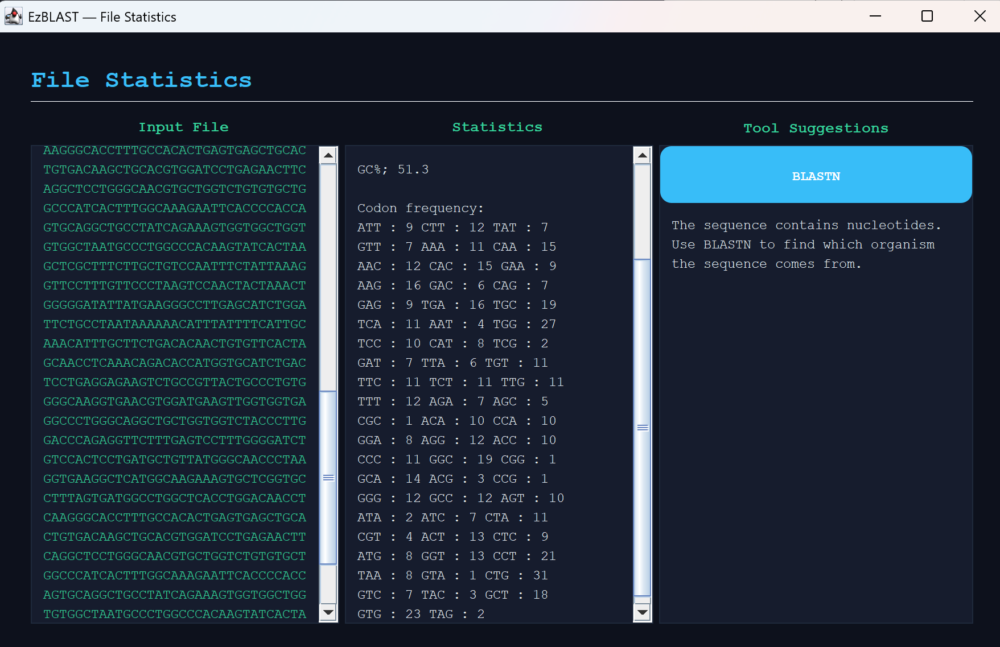 EzBLAST — File Statistics
File Statistics
Input File
AAGGGCACCTTTGCCACACTGAGTGAGCTGCAC
TGTGACAAGCTGCACGTGGATCCTGAGAACTTC
AGGCTCCTGGGCAACGTGCTGGTCTGTGTGCTG
GCCCATCACTTTGGCAAAGAATTCACCCCACCA
GTGCAGGCTGCCTATCAGAAAGTGGTGGCTGGT
GTGGCTAATGCCCTGGCCCACAAGTATCACTAA
GCTCGCTTTCTTGCTGTCCAATTTCTATTAAAG
GTTCCTTTGTTCCCTAAGTCCAACTACTAAACT
GGGGGATATTATGAAGGGCCTTGAGCATCTGGA
TTCTGCCTAATAAAAAACATTTATTTTCATTGC
AAACATTTGCTTCTGACACAACTGTGTTCACTA
GCAACCTCAAACAGACACCATGGTGCATCTGAC
TCCTGAGGAGAAGTCTGCCGTTACTGCCCTGTG
GGGCAAGGTGAACGTGGATGAAGTTGGTGGTGA
GGCCCTGGGCAGGCTGCTGGTGGTCTACCCTTG
GACCCAGAGGTTCTTTGAGTCCTTTGGGGATCT
GTCCACTCCTGATGCTGTTATGGGCAACCCTAA
GGTGAAGGCTCATGGCAAGAAAGTGCTCGGTGC
CTTTAGTGATGGCCTGGCTCACCTGGACAACCT
CAAGGGCACCTTTGCCACACTGAGTGAGCTGCA
CTGTGACAAGCTGCACGTGGATCCTGAGAACTT
CAGGCTCCTGGGCAACGTGCTGGTCTGTGTGCT
GGCCCATCACTTTGGCAAAGAATTCACCCCACC
AGTGCAGGCTGCCTATCAGAAAGTGGTGGCTGG
TGTGGCTAATGCCCTGGCCCACAAGTATCACTA
Statistics
GC%; 51.3
Codon frequency:
ATT : 9 CTT : 12 TAT : 7
GTT : 7 AAA : 11 CAA : 15
AAC : 12 CAC : 15 GAA : 9
AAG : 16 GAC : 6 CAG : 7
GAG : 9 TGA : 16 TGC : 19
TCA : 11 AAT : 4 TGG : 27
TCC : 10 CAT : 8 TCG : 2
GAT : 7 TTA : 6 TGT : 11
TTC : 11 TCT : 11 TTG : 11
TTT : 12 AGA : 7 AGC : 5
CGC : 1 ACA : 10 CCA : 10
GGA : 8 AGG : 12 ACC : 10
CCC : 11 GGC : 19 CGG : 1
GCA : 14 ACG : 3 CCG : 1
GGG : 12 GCC : 12 AGT : 10
ATA : 2 ATC : 7 CTA : 11
CGT : 4 ACT : 13 CTC : 9
ATG : 8 GGT : 13 CCT : 21
TAA : 8 GTA : 1 CTG : 31
GTC : 7 TAC : 3 GCT : 18
GTG : 23 TAG : 2
Tool Suggestions
BLASTN
The sequence contains nucleotides.
Use BLASTN to find which organism
the sequence comes from.